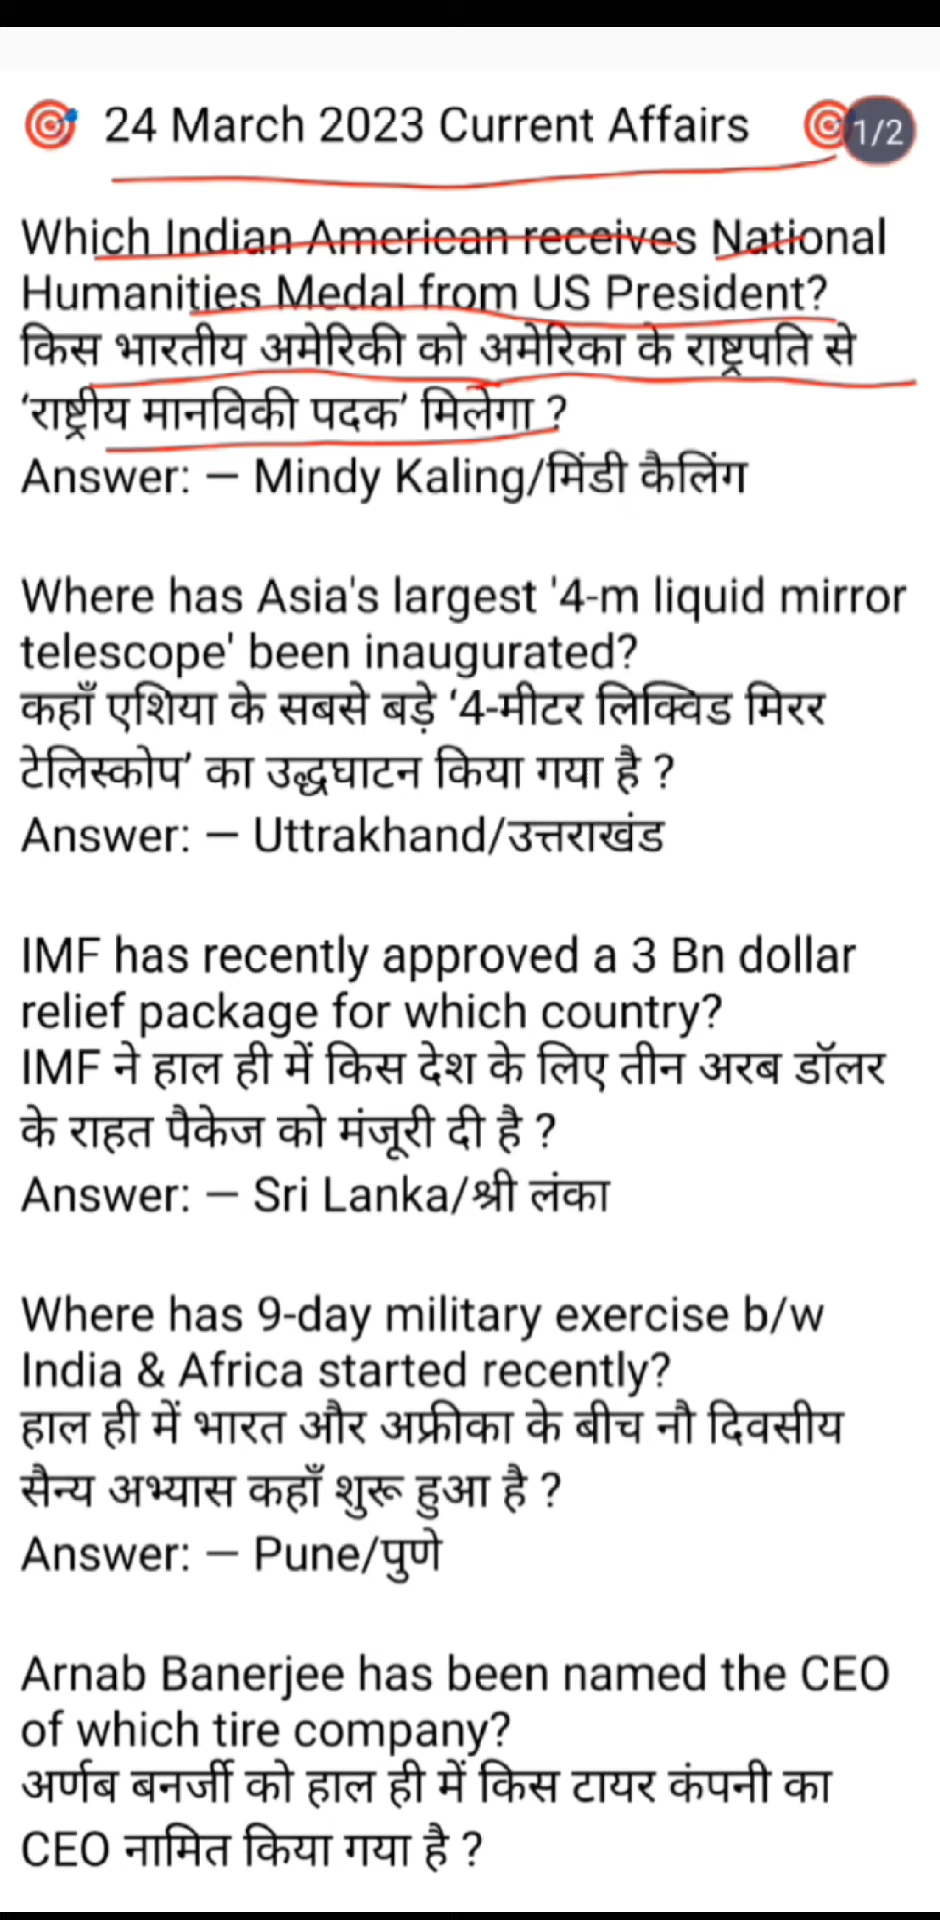 🎯 24 March 2023 Current Affairs 🎯 1/2
Which Indian American receives National
Humanities Medal from US President?
किस भारतीय अमेरिकी को अमेरिका के राष्ट्रपति से
‘राष्ट्रीय मानविकी पदक’ मिलेगा ?
Answer: – Mindy Kaling/मिंडी कैलिंग
Where has Asia's largest '4-m liquid mirror
telescope' been inaugurated?
कहाँ एशिया के सबसे बड़े ‘4-मीटर लिक्विड मिरर
टेलिस्कोप’ का उद्धघाटन किया गया है ?
Answer: – Uttrakhand/उत्तराखंड
IMF has recently approved a 3 Bn dollar
relief package for which country?
IMF ने हाल ही में किस देश के लिए तीन अरब डॉलर
के राहत पैकेज को मंजूरी दी है ?
Answer: – Sri Lanka/श्री लंका
Where has 9-day military exercise b/w
India & Africa started recently?
हाल ही में भारत और अफ्रीका के बीच नौ दिवसीय
सैन्य अभ्यास कहाँ शुरू हुआ है ?
Answer: – Pune/पुणे
Arnab Banerjee has been named the CEO
of which tire company?
अर्णब बनर्जी को हाल ही में किस टायर कंपनी का
CEO नामित किया गया है ?